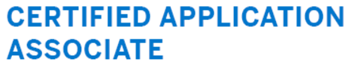 CERTIFIED APPLICATION
ASSOCIATE